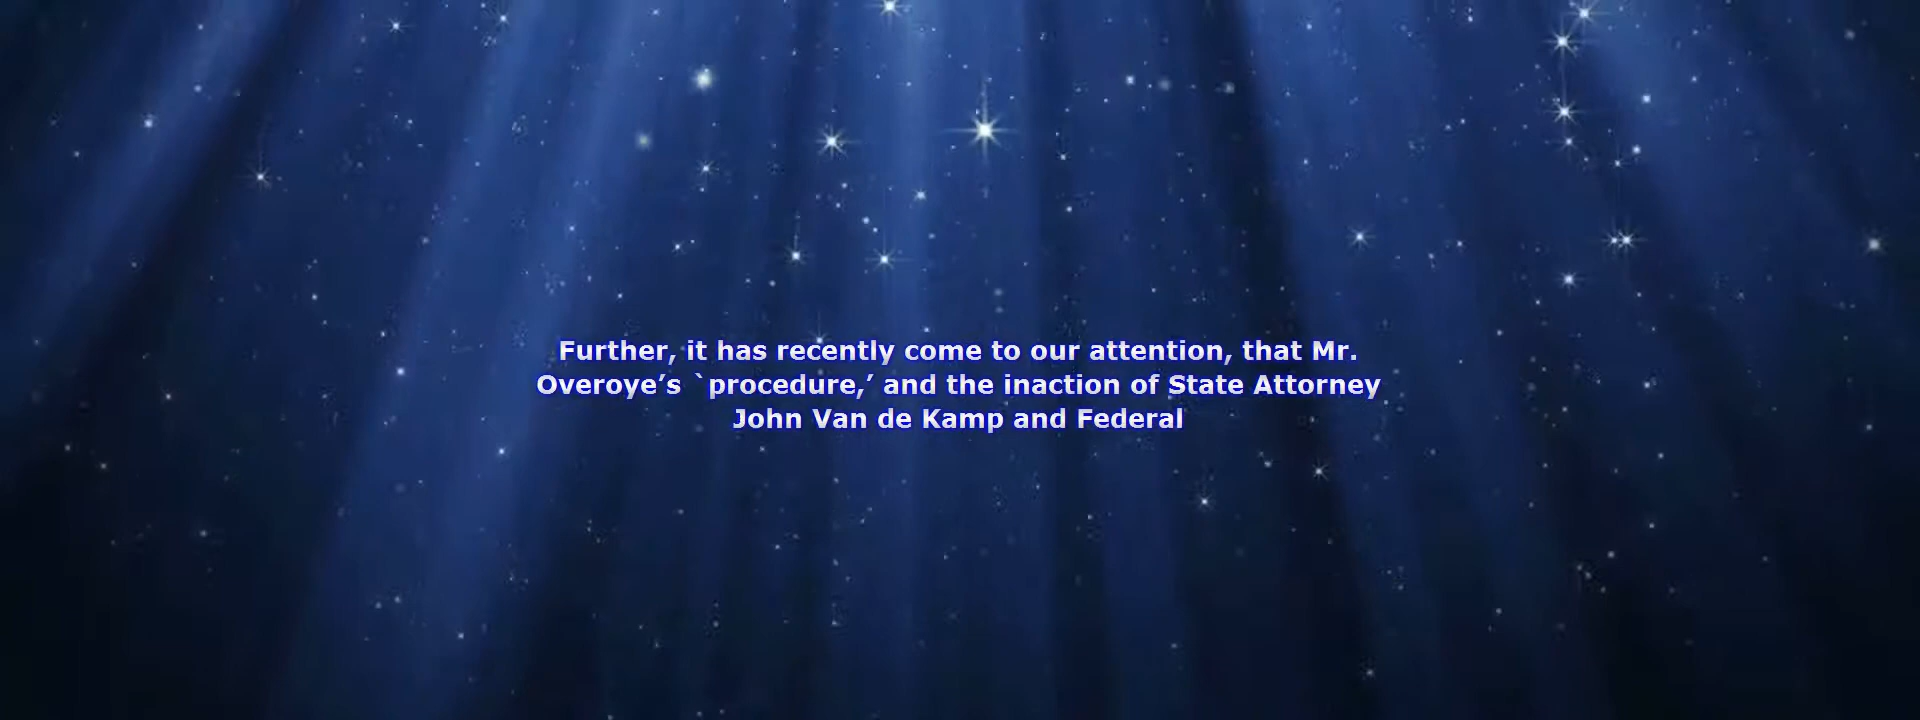 Further, it has recently come to our attention, that Mr.
Overoye’s `procedure,’ and the inaction of State Attorney
John Van de Kamp and Federal